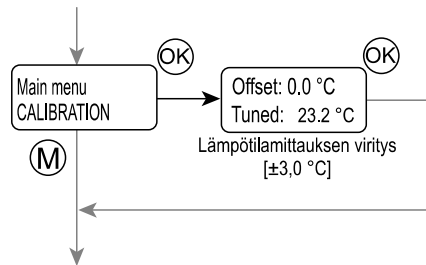 OK
OK
Main menu
CALIBRATION
Offset: 0.0 °C
Tuned: 23.2 °C
M
Lämpötilamittauksen viritys
[±3,0 °C]